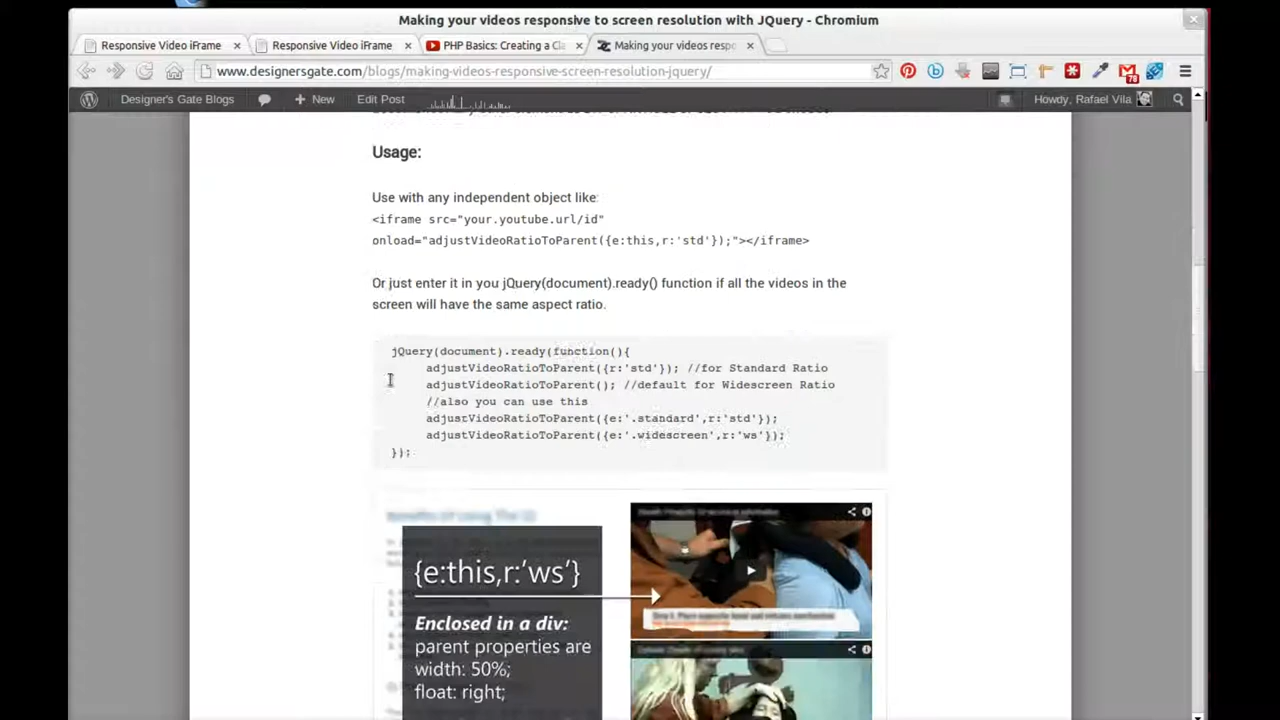 Making your videos responsive to screen resolution with JQuery - Chromium
Responsive Video iFrame
Responsive Video iFrame
PHP Basics: Creating a Cla
Making your videos respo
www.designersgate.com/blogs/making-videos-responsive-screen-resolution-jquery/
78
Designer's Gate Blogs
New
Edit Post
Howdy, Rafael Vila
Usage:
Use with any independent object like:
<iframe src="your.youtube.url/id"
onload="adjustVideoRatioToParent({e:this,r:'std'});"></iframe>
Or just enter it in you jQuery(document).ready() function if all the videos in the
screen will have the same aspect ratio.
jQuery(document).ready(function(){
adjustVideoRatioToParent({r:'std'}); //for Standard Ratio
adjustVideoRatioToParent(); //default for Widescreen Ratio
//also you can use this
adjustVideoRatioToParent({e:'.standard',r:'std'});
adjustVideoRatioToParent({e:'.widescreen',r:'ws'});
});
{e:this,r:'ws'}
Enclosed in a div:
parent properties are
width: 50%;
float: right;